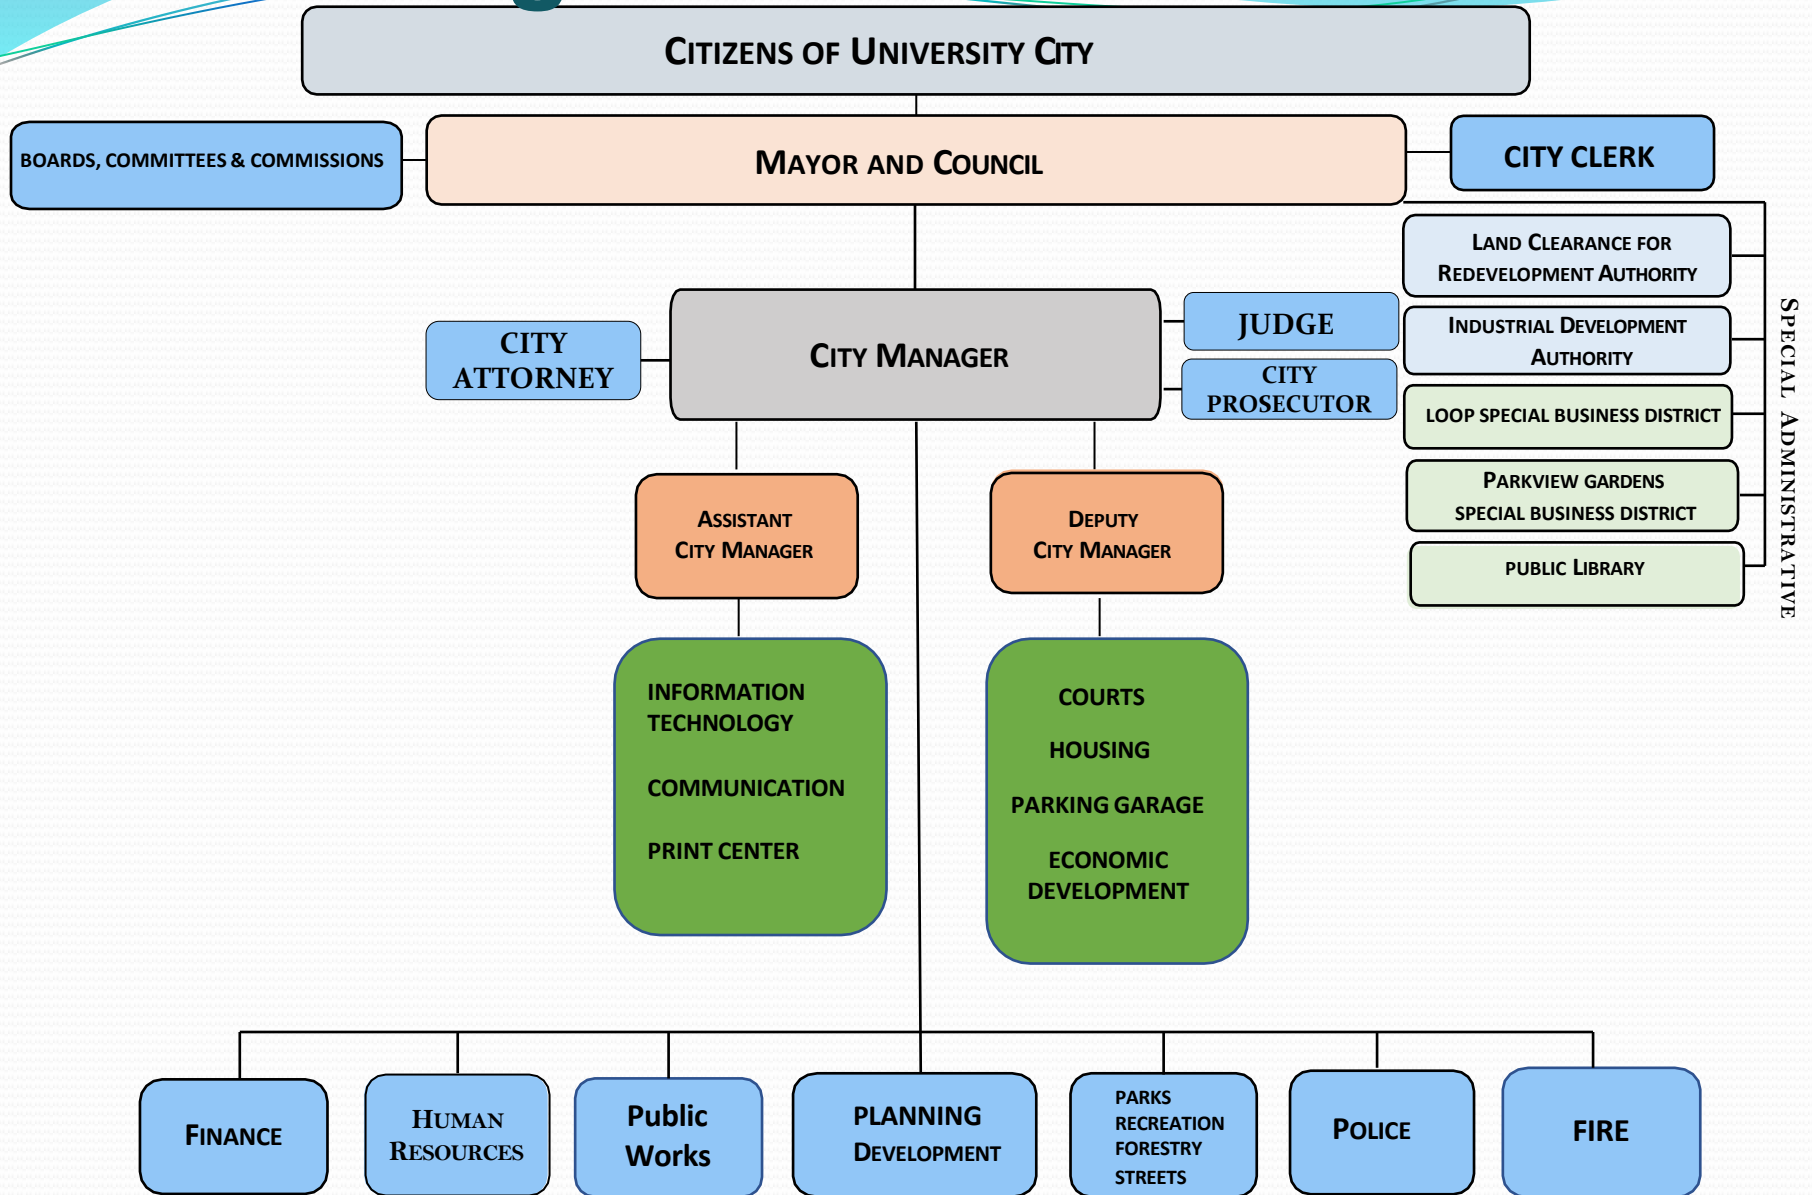 CITIZENS OF UNIVERSITY CITY
BOARDS, COMMITTEES & COMMISSIONS
MAYOR AND COUNCIL
CITY CLERK
LAND CLEARANCE FOR
REDEVELOPMENT AUTHORITY
INDUSTRIAL DEVELOPMENT
AUTHORITY
LOOP SPECIAL BUSINESS DISTRICT
PARKVIEW GARDENS
SPECIAL BUSINESS DISTRICT
PUBLIC LIBRARY
SPECIAL ADMINISTRATIVE
CITY
ATTORNEY
CITY MANAGER
JUDGE
CITY
PROSECUTOR
ASSISTANT
CITY MANAGER
DEPUTY
CITY MANAGER
INFORMATION
TECHNOLOGY
COMMUNICATION
PRINT CENTER
COURTS
HOUSING
PARKING GARAGE
ECONOMIC
DEVELOPMENT
FINANCE
HUMAN
RESOURCES
Public
Works
PLANNING
DEVELOPMENT
PARKS
RECREATION
FORESTRY
STREETS
POLICE
FIRE